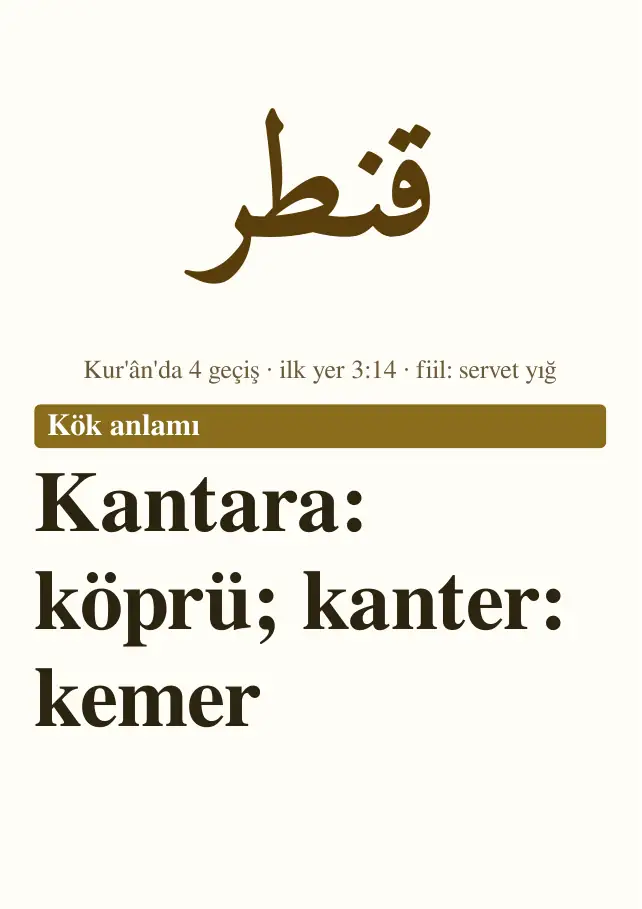 قنطر
Kur'ân'da 4 geçiş · ilk yer 3:14 · fiil: servet yığ
Kök anlamı
Kantara:
köprü; kanter:
kemer